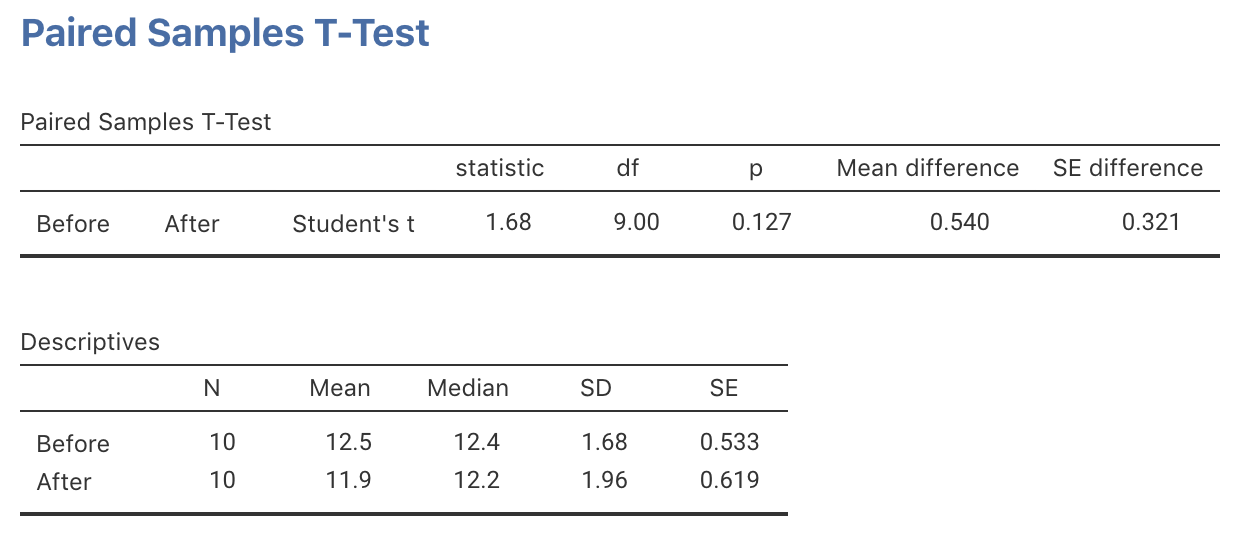 Paired Samples T-Test
Paired Samples T-Test
statistic df p Mean difference SE difference
Before After Student's t 1.68 9.00 0.127 0.540 0.321
Descriptives
N Mean Median SD SE
Before 10 12.5 12.4 1.68 0.533
After 10 11.9 12.2 1.96 0.619